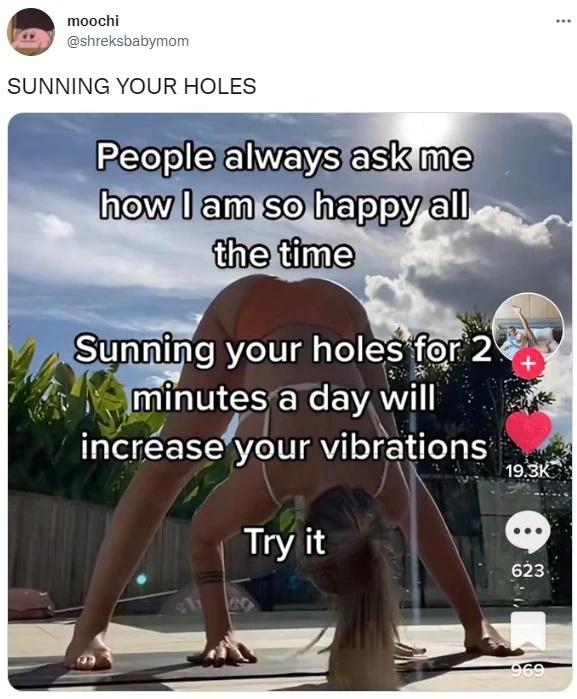 moochi
@shreksbabymom
SUNNING YOUR HOLES
People always ask me
how I am so happy all
the time
Sunning your holes for 2
minutes a day will
increase your vibrations
Try it
19.3K
623
969